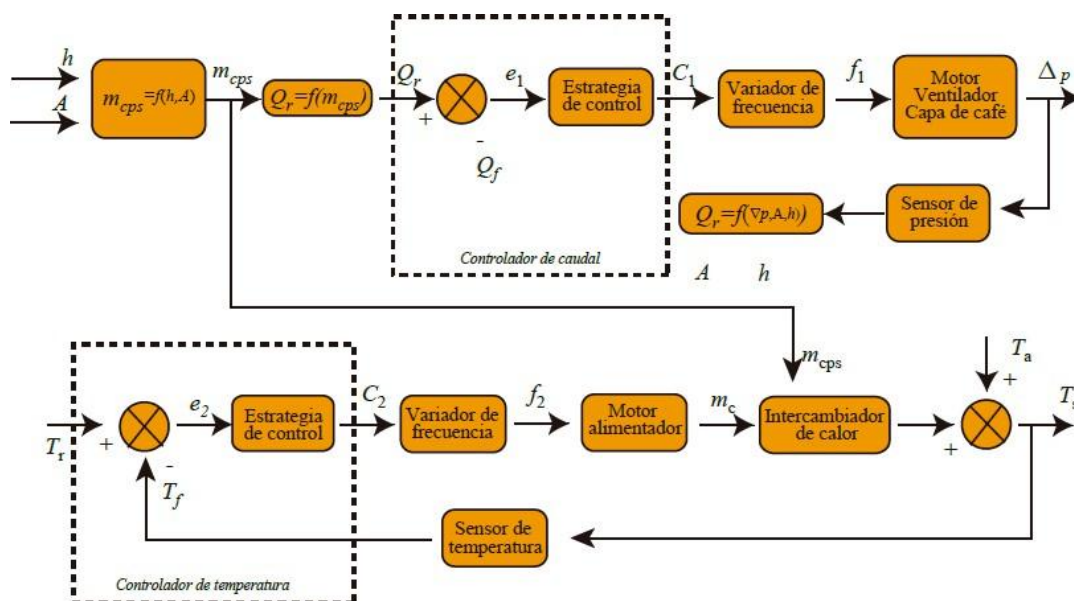 h
A
m_cps=f(h,A)
m_cps
Q_r=f(m_cps)
Q_r
+
-
Q_f
e_1
Estrategia
de control
C_1
Variador de
frecuencia
f_1
Motor
Ventilador
Capa de café
Δ_p
Sensor de
presión
Q_r=f(∇p,A,h)
A h
Controlador de caudal
m_cps
T_a
+
T_r
+
-
T_f
e_2
Estrategia
de control
C_2
Variador de
frecuencia
f_2
Motor
alimentador
m_c
Intercambiador
de calor
+
Sensor de
temperatura
Controlador de temperatura